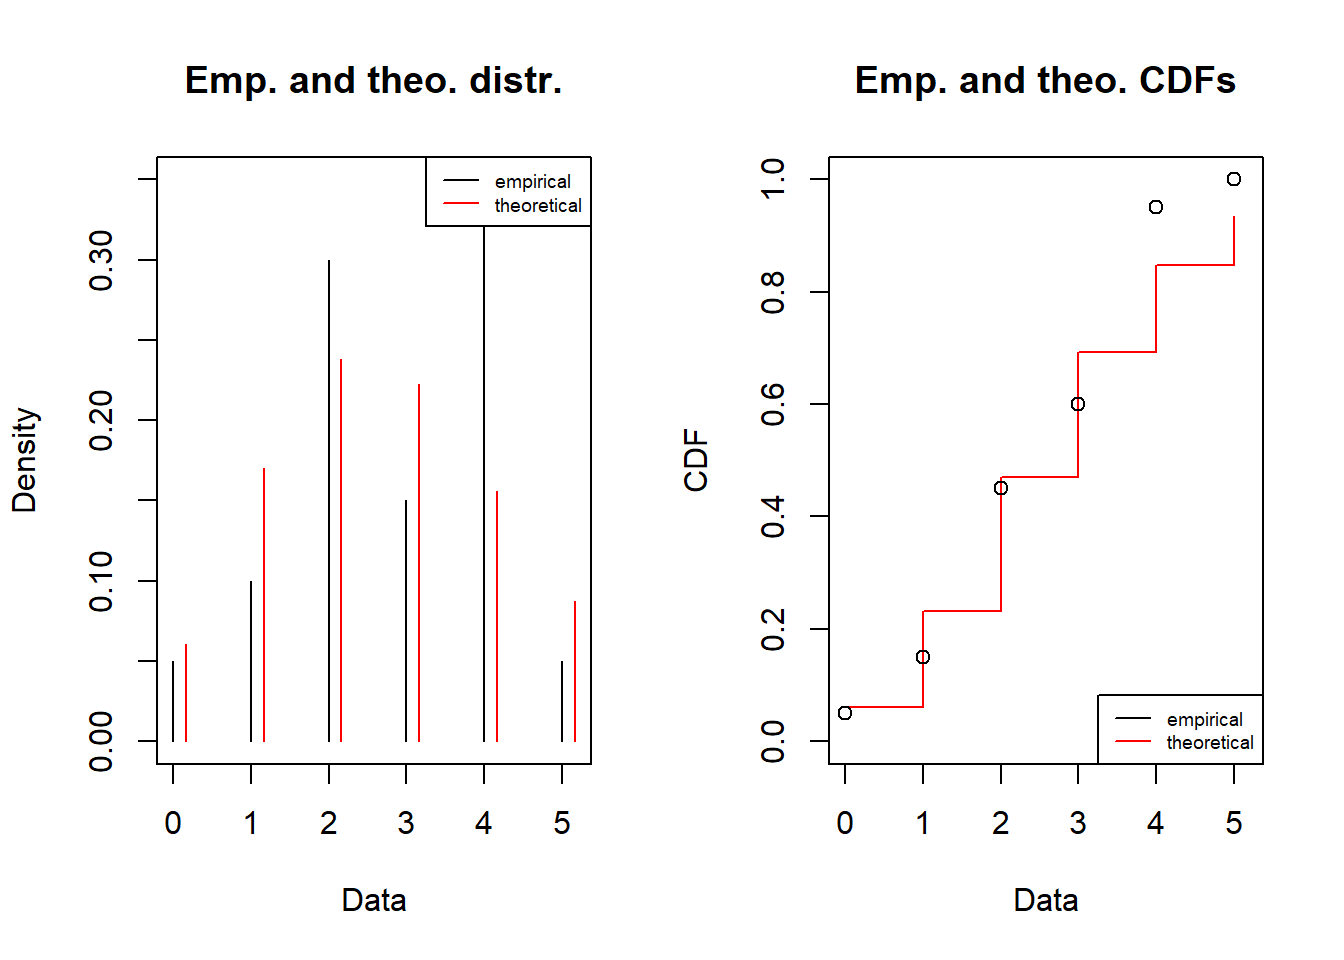 Emp. and theo. distr.
empirical
theoretical
0.30
0.20
0.10
0.00
Density
0 1 2 3 4 5
Data
Emp. and theo. CDFs
1.0
0.8
0.6
0.4
0.2
0.0
CDF
empirical
theoretical
0 1 2 3 4 5
Data